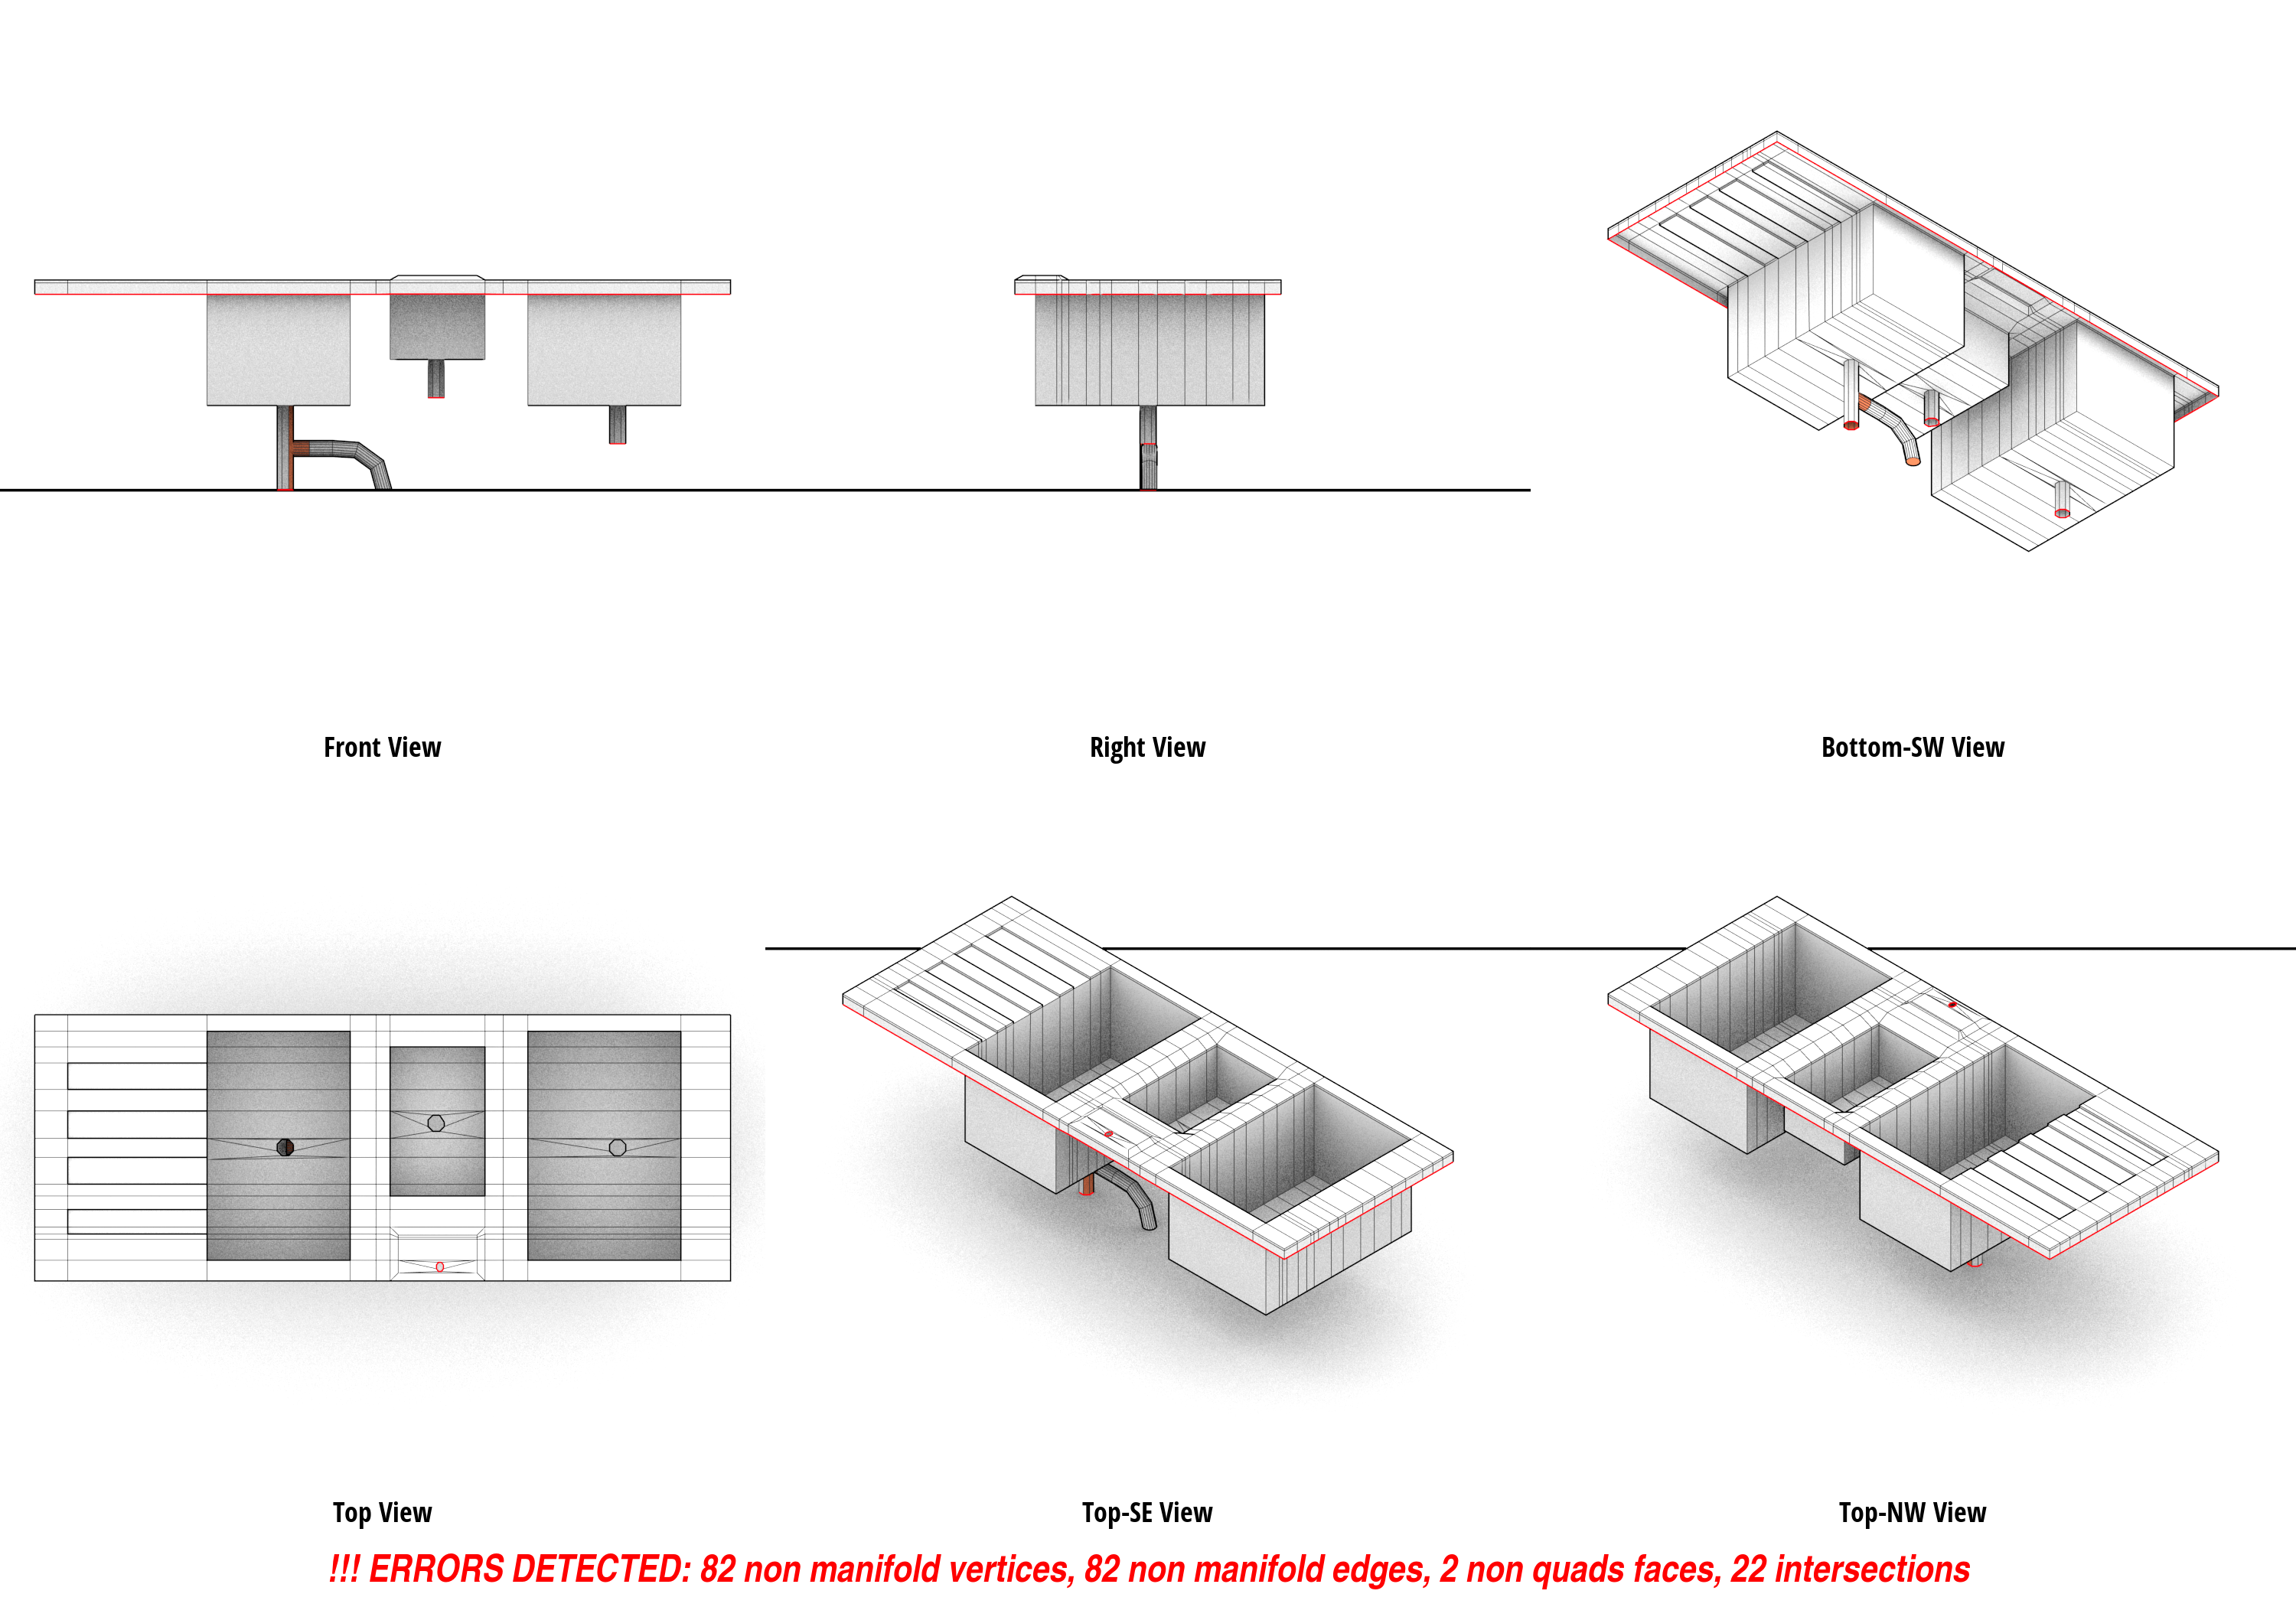 Front View
Right View
Bottom-SW View
Top View
Top-SE View
Top-NW View
!!! ERRORS DETECTED: 82 non manifold vertices, 82 non manifold edges, 2 non quads faces, 22 intersections